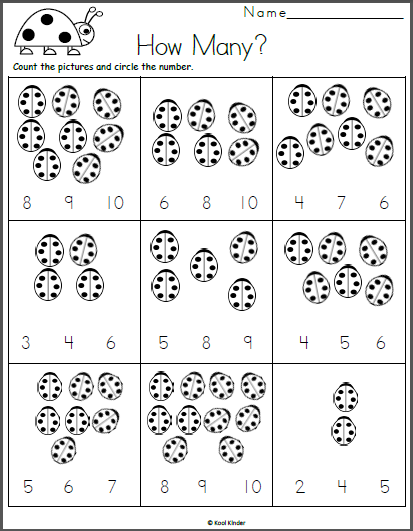 Name
How Many?
Count the pictures and circle the number.
8 9 10
6 8 10
4 7 6
3 4 6
5 8 9
4 5 6
5 6 7
8 9 10
2 4 5
© Kool Kinder